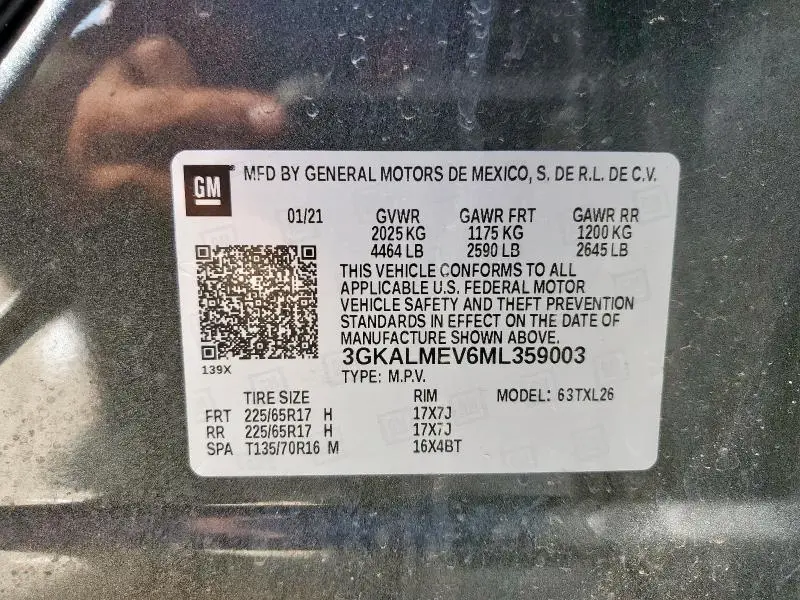 GM MFD BY GENERAL MOTORS DE MEXICO, S. DE R.L. DE C.V.
01/21 GVWR GAWR FRT GAWR RR
2025 KG 1175 KG 1200 KG
4464 LB 2590 LB 2645 LB
THIS VEHICLE CONFORMS TO ALL
APPLICABLE U.S. FEDERAL MOTOR
VEHICLE SAFETY AND THEFT PREVENTION
STANDARDS IN EFFECT ON THE DATE OF
MANUFACTURE SHOWN ABOVE.
3GKALMEV6ML359003
139X
TYPE: M.P.V.
TIRE SIZE RIM MODEL: 63TXL26
FRT 225/65R17 H 17X7J
RR 225/65R17 H 17X7J
SPA T135/70R16 M 16X4BT